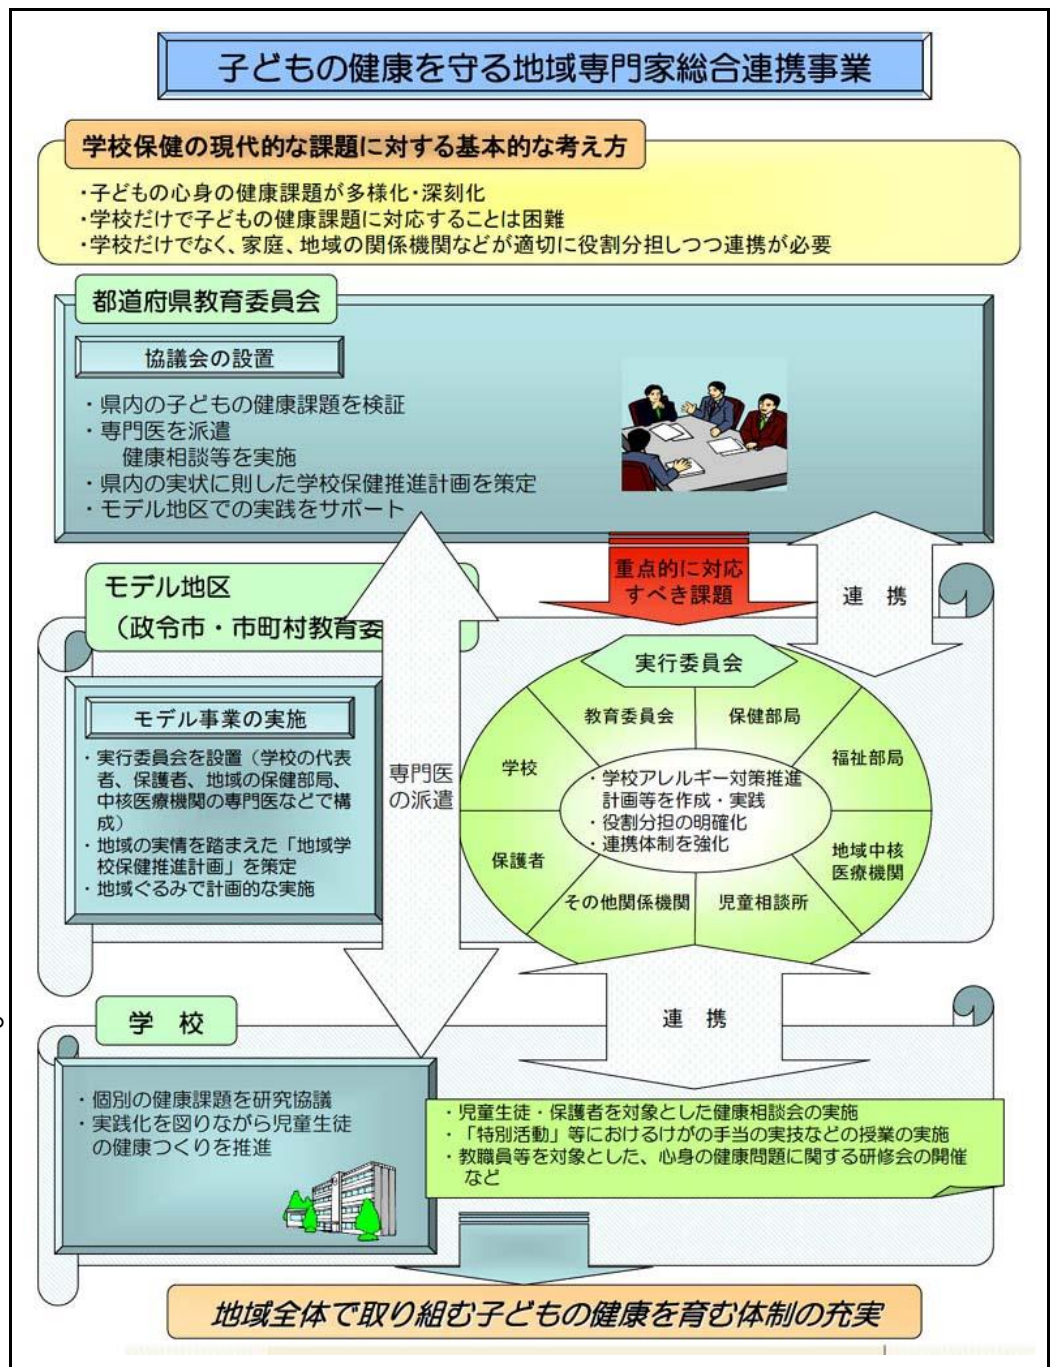 子どもの健康を守る地域専門家総合連携事業
学校保健の現代的な課題に対する基本的な考え方
・子どもの心身の健康課題が多様化・深刻化
・学校だけで子どもの健康課題に対応することは困難
・学校だけでなく、家庭、地域の関係機関などが適切に役割分担しつつ連携が必要
都道府県教育委員会
協議会の設置
・県内の子どもの健康課題を検証
・専門医を派遣
健康相談等を実施
・県内の実状に則した学校保健推進計画を策定
・モデル地区での実践をサポート
重点的に対応
すべき課題
連 携
モデル地区
（政令市・市町村教育委
モデル事業の実施
・実行委員会を設置（学校の代表
者、保護者、地域の保健部局、
中核医療機関の専門医などで構
成）
・地域の実情を踏まえた「地域学
校保健推進計画」を策定
・地域ぐるみで計画的な実施
専門医
の派遣
実行委員会
教育委員会
保健部局
学校
福祉部局
・学校アレルギー対策推進
計画等を作成・実践
・役割分担の明確化
・連携体制を強化
保護者
地域中核
医療機関
その他関係機関
児童相談所
連 携
学 校
・個別の健康課題を研究協議
・実践化を図りながら児童生徒
の健康つくりを推進
・児童生徒・保護者を対象とした健康相談会の実施
・「特別活動」等におけるけがの手当の実技などの授業の実施
・教職員等を対象とした、心身の健康問題に関する研修会の開催
など
地域全体で取り組む子どもの健康を育む体制の充実